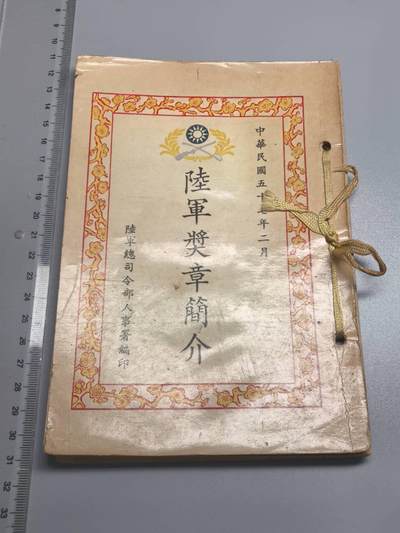 中華民國五十七年二月
陸軍獎章簡介
陸軍總司令部人事署編印